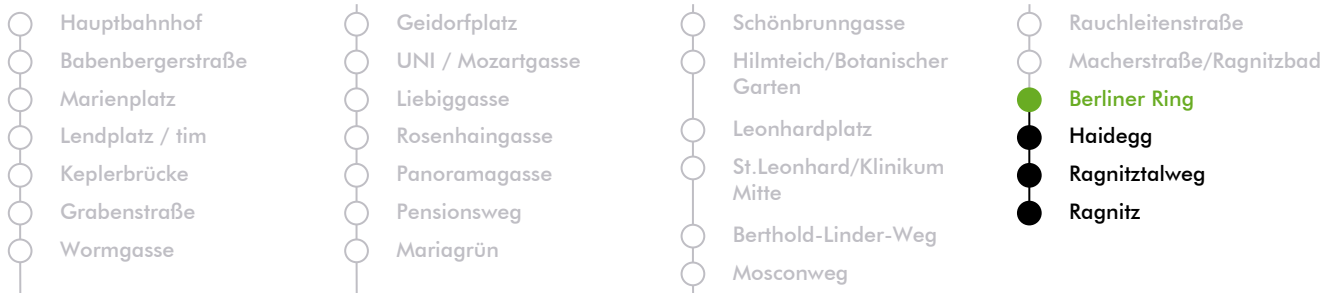 Hauptbahnhof
Babenbergerstraße
Marienplatz
Lendplatz / tim
Keplerbrücke
Grabenstraße
Wormgasse
Geidorfplatz
UNI / Mozartgasse
Liebiggasse
Rosenhaingasse
Panoramagasse
Pensionsweg
Mariagrün
Schönbrunngasse
Hilmteich/Botanischer
Garten
Leonhardplatz
St.Leonhard/Klinikum
Mitte
Berthold-Linder-Weg
Mosconweg
Rauchleitenstraße
Macherstraße/Ragnitzbad
Berliner Ring
Haidegg
Ragnitztalweg
Ragnitz